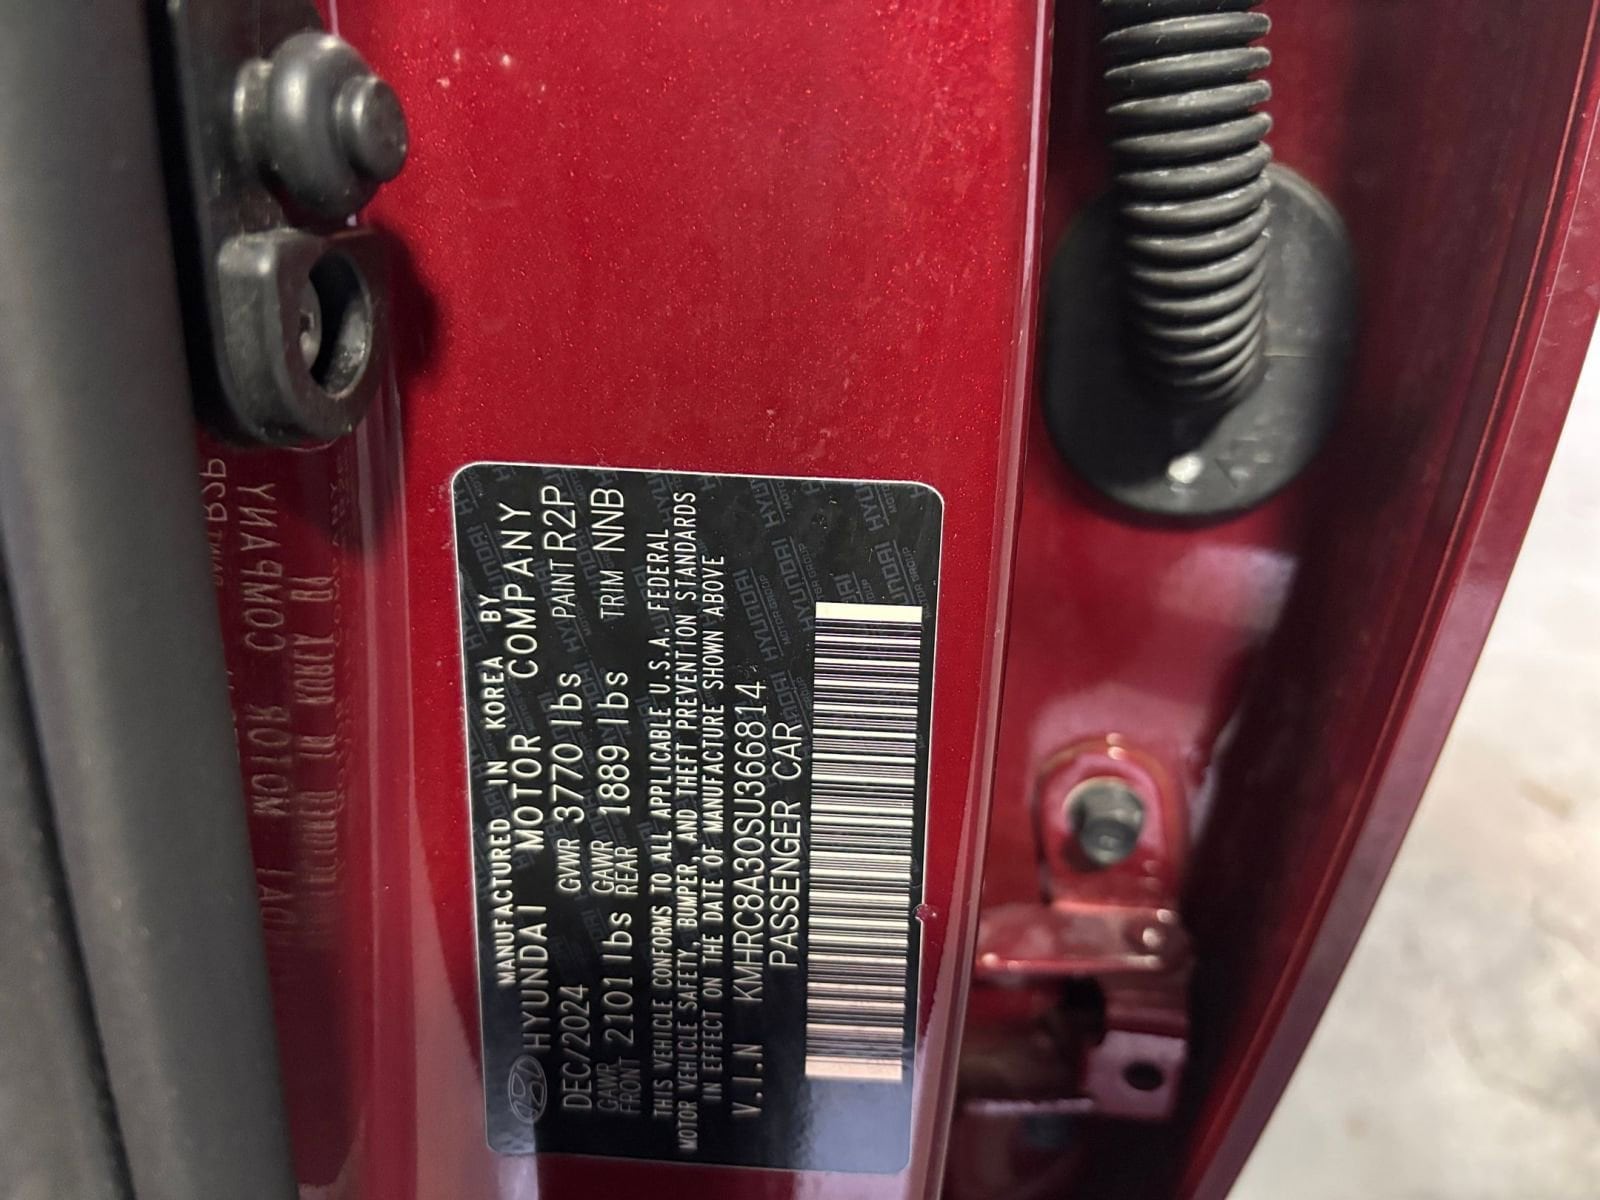 MANUFACTURED IN KOREA BY
HYUNDAI MOTOR COMPANY
DEC/2024 GVWR 3770 lbs PAINT R2P
GAWR FRONT 2101 lbs GAWR REAR 1889 lbs TRIM NNB
THIS VEHICLE CONFORMS TO ALL APPLICABLE U.S.A. FEDERAL
MOTOR VEHICLE SAFETY, BUMPER, AND THEFT PREVENTION STANDARDS
IN EFFECT ON THE DATE OF MANUFACTURE SHOWN ABOVE
V.I.N KMHRC8A30SU366814
PASSENGER CAR